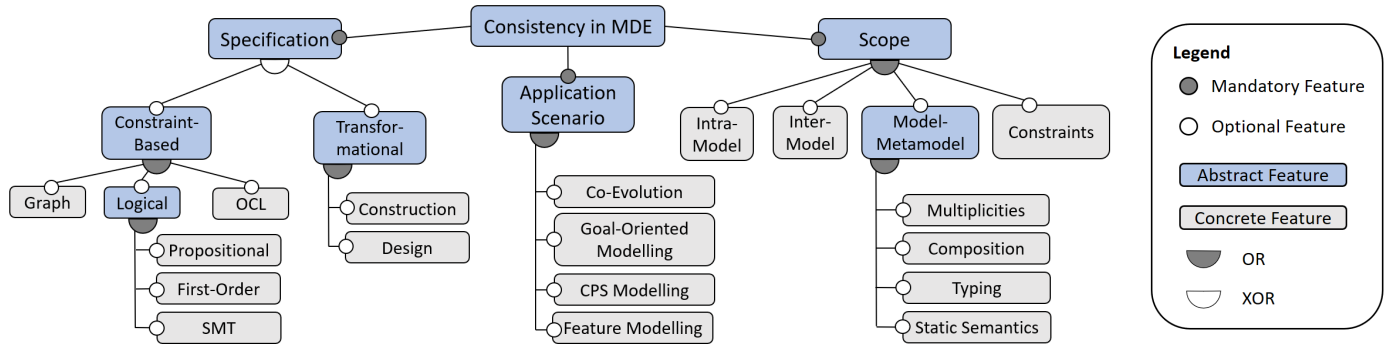 Consistency in MDE
Specification
Scope
Application
Scenario
Constraint-
Based
Transfor-
mational
Intra-
Model
Inter-
Model
Model-
Metamodel
Constraints
Graph
Logical
OCL
Propositional
First-Order
SMT
Construction
Design
Co-Evolution
Goal-Oriented
Modelling
CPS Modelling
Feature Modelling
Multiplicities
Composition
Typing
Static Semantics
Legend
Mandatory Feature
Optional Feature
Abstract Feature
Concrete Feature
OR
XOR